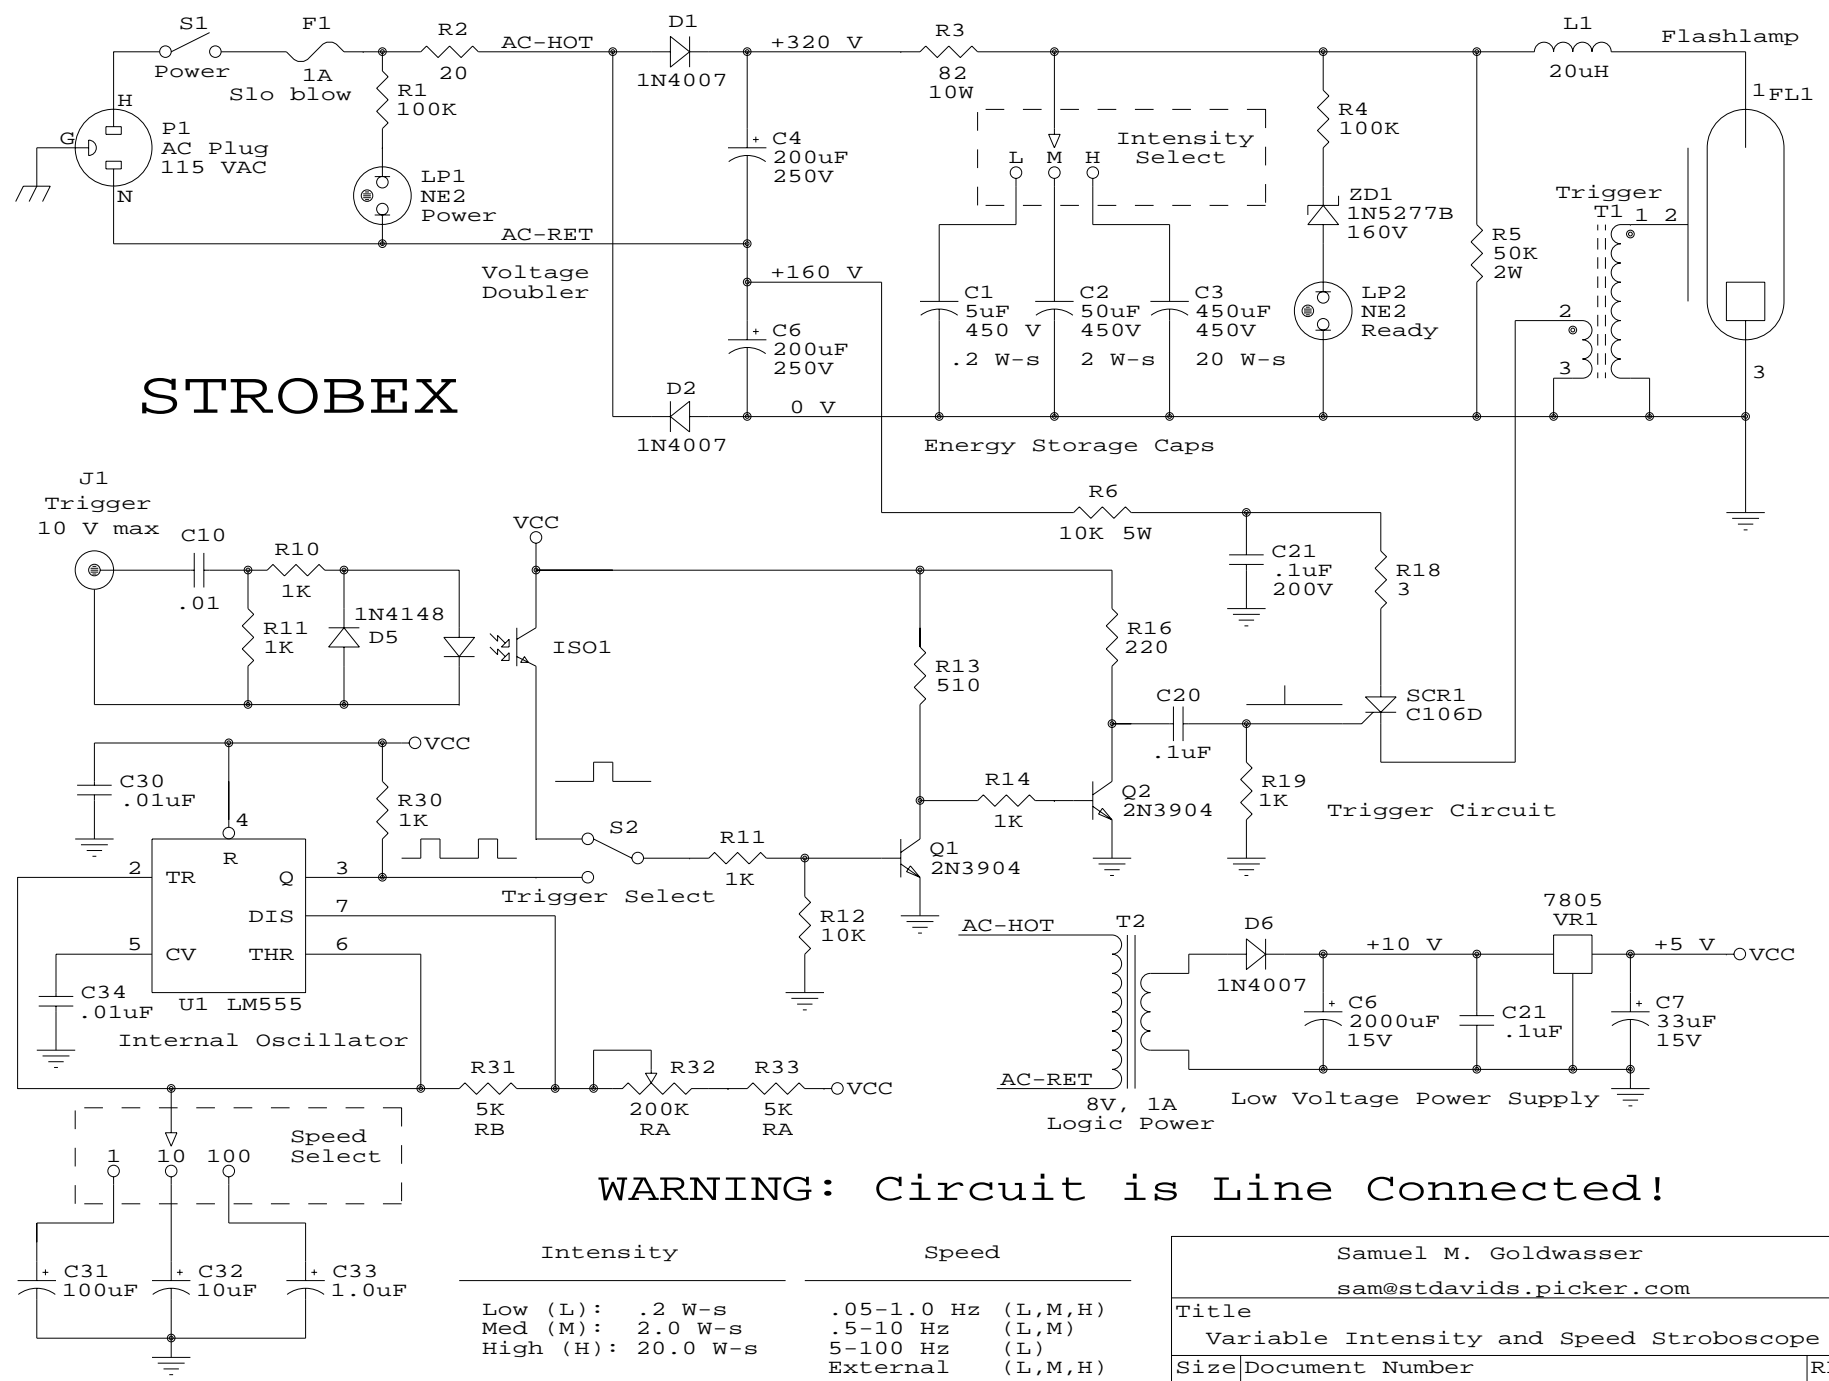 S1
F1
R2
AC-HOT
D1
+320 V
R3
L1
Flashlamp
Power
1A
Slo blow
20
1N4007
82
10W
20uH
R1
100K
H
G
P1
AC Plug
115 VAC
N
LP1
NE2
Power
C4
200uF
250V
+
Intensity
Select
L M H
R4
100K
1 FL1
ZD1
1N5277B
160V
Trigger
T1 1 2
R5
50K
2W
AC-RET
Voltage
Doubler
+160 V
C1
5uF
450 V
.2 W-s
C2
50uF
450V
2 W-s
C3
450uF
450V
20 W-s
LP2
NE2
Ready
2
3
3
+
C6
200uF
250V
STROBEX
D2
1N4007
0 V
Energy Storage Caps
J1
Trigger
10 V max
C10
.01
R10
1K
R11
1K
1N4148
D5
VCC
ISO1
R6
10K 5W
C21
.1uF
200V
R18
3
R13
510
R16
220
C20
.1uF
SCR1
C106D
R19
1K
Trigger Circuit
VCC
C30
.01uF
R30
1K
4
R
2
TR
Q
3
DIS
7
5
CV
THR
6
C34
.01uF
U1 LM555
Internal Oscillator
S2
Trigger Select
R11
1K
R12
10K
Q1
2N3904
R14
1K
Q2
2N3904
AC-HOT
T2
D6
1N4007
+10 V
7805
VR1
+5 V
VCC
+
C6
2000uF
15V
C21
.1uF
+
C7
33uF
15V
AC-RET
8V, 1A
Logic Power
Low Voltage Power Supply
R31
5K
RB
R32
200K
RA
R33
5K
RA
VCC
Speed
Select
1 10 100
+
C31
100uF
+
C32
10uF
+
C33
1.0uF
WARNING: Circuit is Line Connected!
Intensity
Low (L): .2 W-s
Med (M): 2.0 W-s
High (H): 20.0 W-s
Speed
.05-1.0 Hz (L,M,H)
.5-10 Hz (L,M)
5-100 Hz (L)
External (L,M,H)
Samuel M. Goldwasser
sam@stdavids.picker.com
Title
Variable Intensity and Speed Stroboscope
Size Document Number